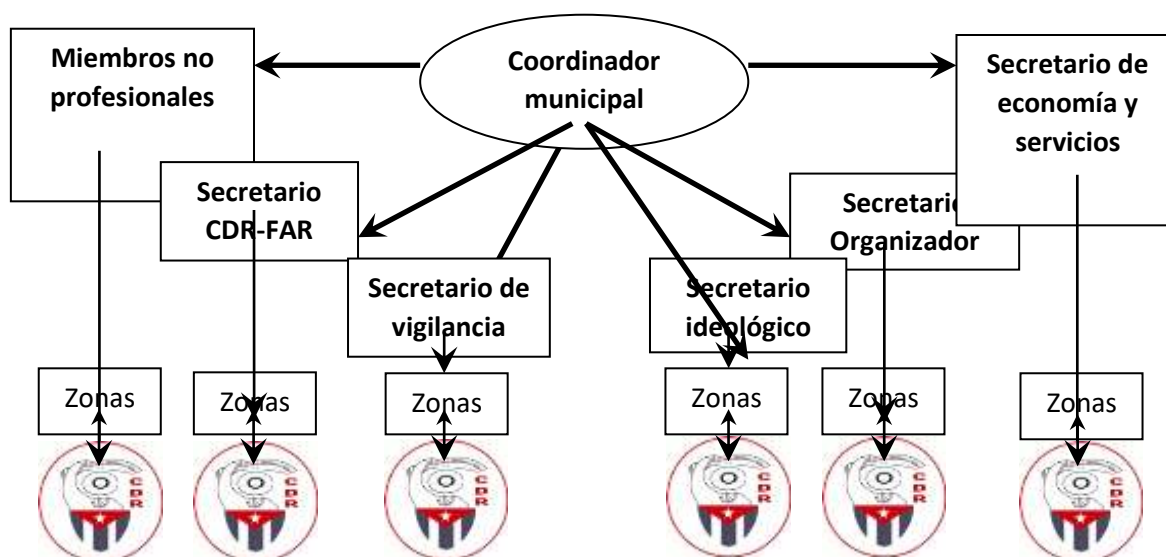 Coordinador
municipal
Miembros no
profesionales
Secretario de
economía y
servicios
Secretario
CDR-FAR
Secretario
Organizador
Secretario de
vigilancia
Secretario
ideológico
Zonas
Zonas
Zonas
Zonas
Zonas
Zonas
CDR
CDR
CDR
CDR
CDR
CDR